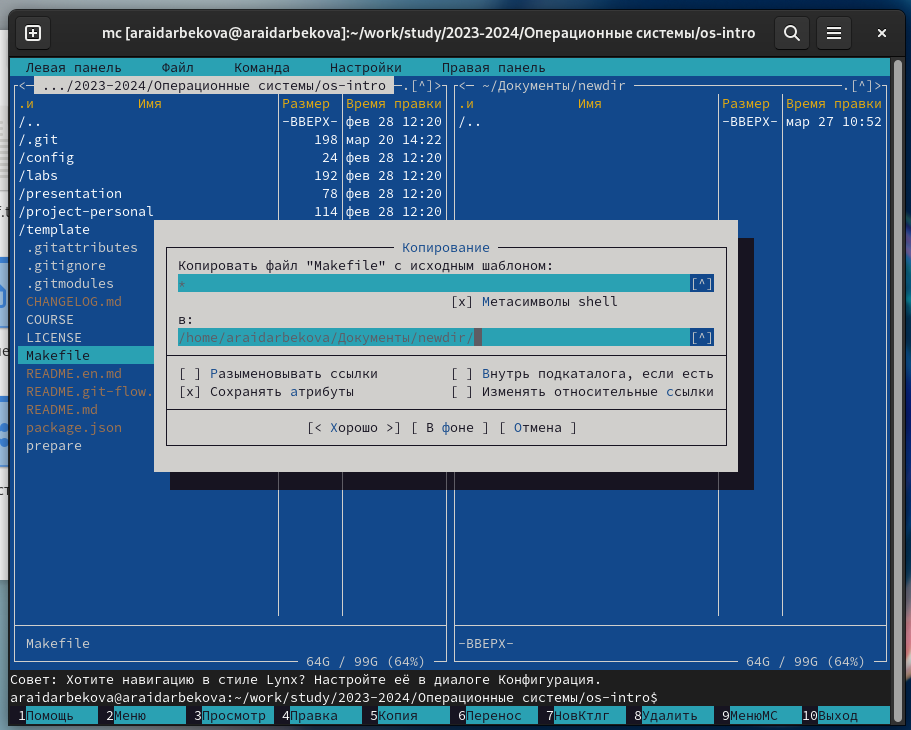 mc [araidarbekova@araidarbekova]:~/work/study/2023-2024/Операционные системы/os-intro
Левая панель Файл Команда Настройки Правая панель
<— .../2023-2024/Операционные системы/os-intro —.[^]>
.и Имя Размер Время правки
/.. -ВВЕРХ- фев 28 12:20
/.git 198 мар 20 14:22
/config 24 фев 28 12:20
/labs 192 фев 28 12:20
/presentation 78 фев 28 12:20
/project-personal 114 фев 28 12:20
/template
.gitattributes
.gitignore
.gitmodules
CHANGELOG.md
COURSE
LICENSE
Makefile
README.en.md
README.git-flow.
README.md
package.json
prepare
Makefile
64G / 99G (64%)
<— ~/Документы/newdir —.[^]>
.и Имя Размер Время правки
/.. -ВВЕРХ- мар 27 10:52
-ВВЕРХ-
64G / 99G (64%)
Копирование
Копировать файл "Makefile" с исходным шаблоном:
* [^]
[x] Метасимволы shell
в:
/home/araidarbekova/Документы/newdir/ [^]
[ ] Разыменовывать ссылки [ ] Внутрь подкаталога, если есть
[x] Сохранять атрибуты [ ] Изменять относительные ссылки
[< Хорошо >] [ В фоне ] [ Отмена ]
Совет: Хотите навигацию в стиле Lynx? Настройте её в диалоге Конфигурация.
araidarbekova@araidarbekova:~/work/study/2023-2024/Операционные системы/os-intro$
1Помощь 2Меню 3Просмотр 4Правка 5Копия 6Перенос 7НовКтлг 8Удалить 9МенюМС 10Выход